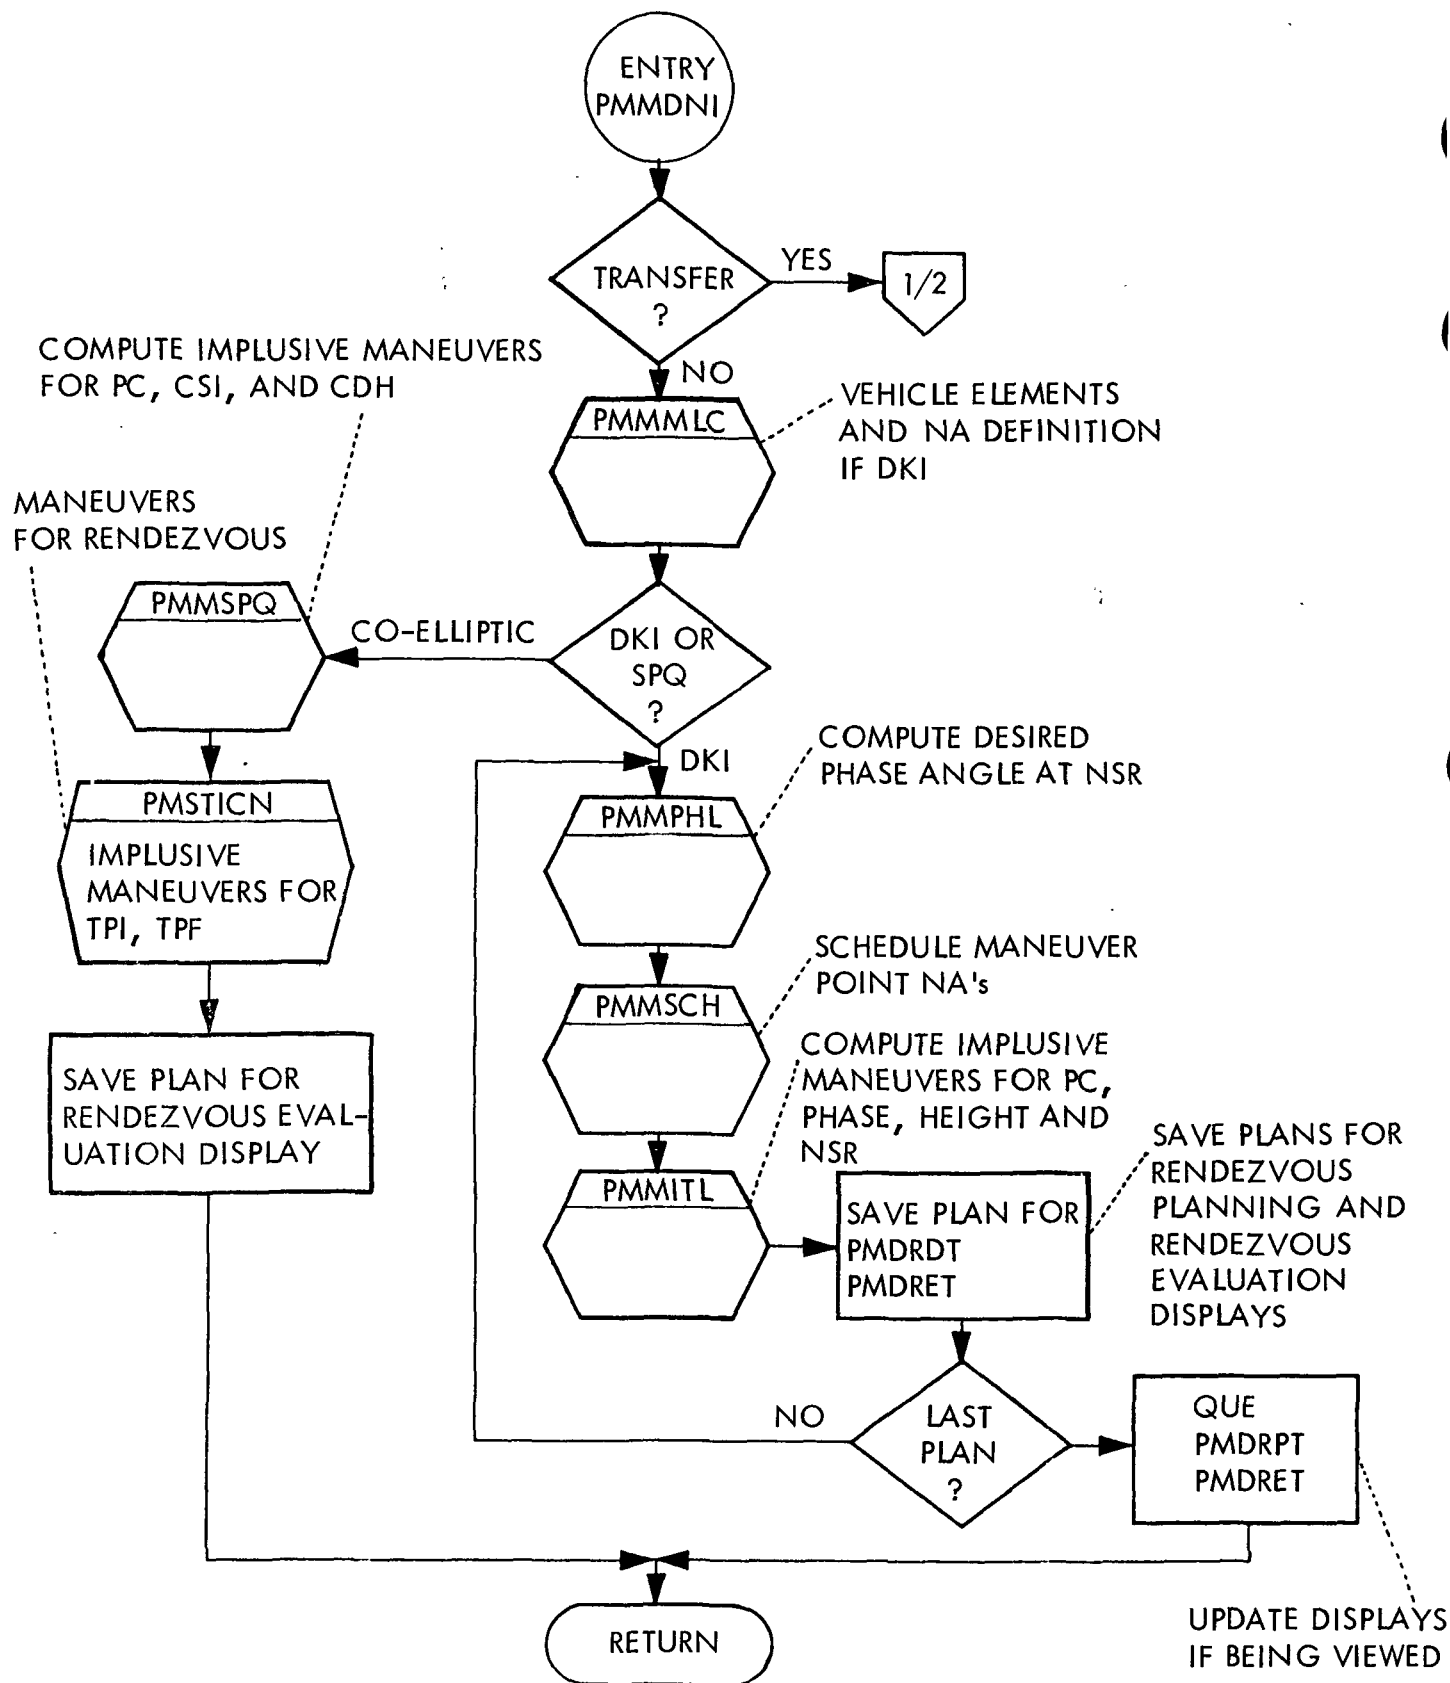 ENTRY
PMMDNI
TRANSFER
?
YES
1/2
NO
COMPUTE IMPLUSIVE MANEUVERS
FOR PC, CSI, AND CDH
PMMMLC
VEHICLE ELEMENTS
AND NA DEFINITION
IF DKI
MANEUVERS
FOR RENDEZVOUS
PMMSPQ
CO-ELLIPTIC
DKI OR
SPQ
?
DKI
COMPUTE DESIRED
PHASE ANGLE AT NSR
PMSTICN
IMPLUSIVE
MANEUVERS FOR
TPI, TPF
PMMPHL
SCHEDULE MANEUVER
POINT NA's
PMMSCH
COMPUTE IMPLUSIVE
MANEUVERS FOR PC,
PHASE, HEIGHT AND
NSR
SAVE PLAN FOR
RENDEZVOUS EVAL-
UATION DISPLAY
PMMITL
SAVE PLAN FOR
PMDRDT
PMDRET
SAVE PLANS FOR
RENDEZVOUS
PLANNING AND
RENDEZVOUS
EVALUATION
DISPLAYS
NO
LAST
PLAN
?
QUE
PMDRPT
PMDRET
RETURN
UPDATE DISPLAYS
IF BEING VIEWED